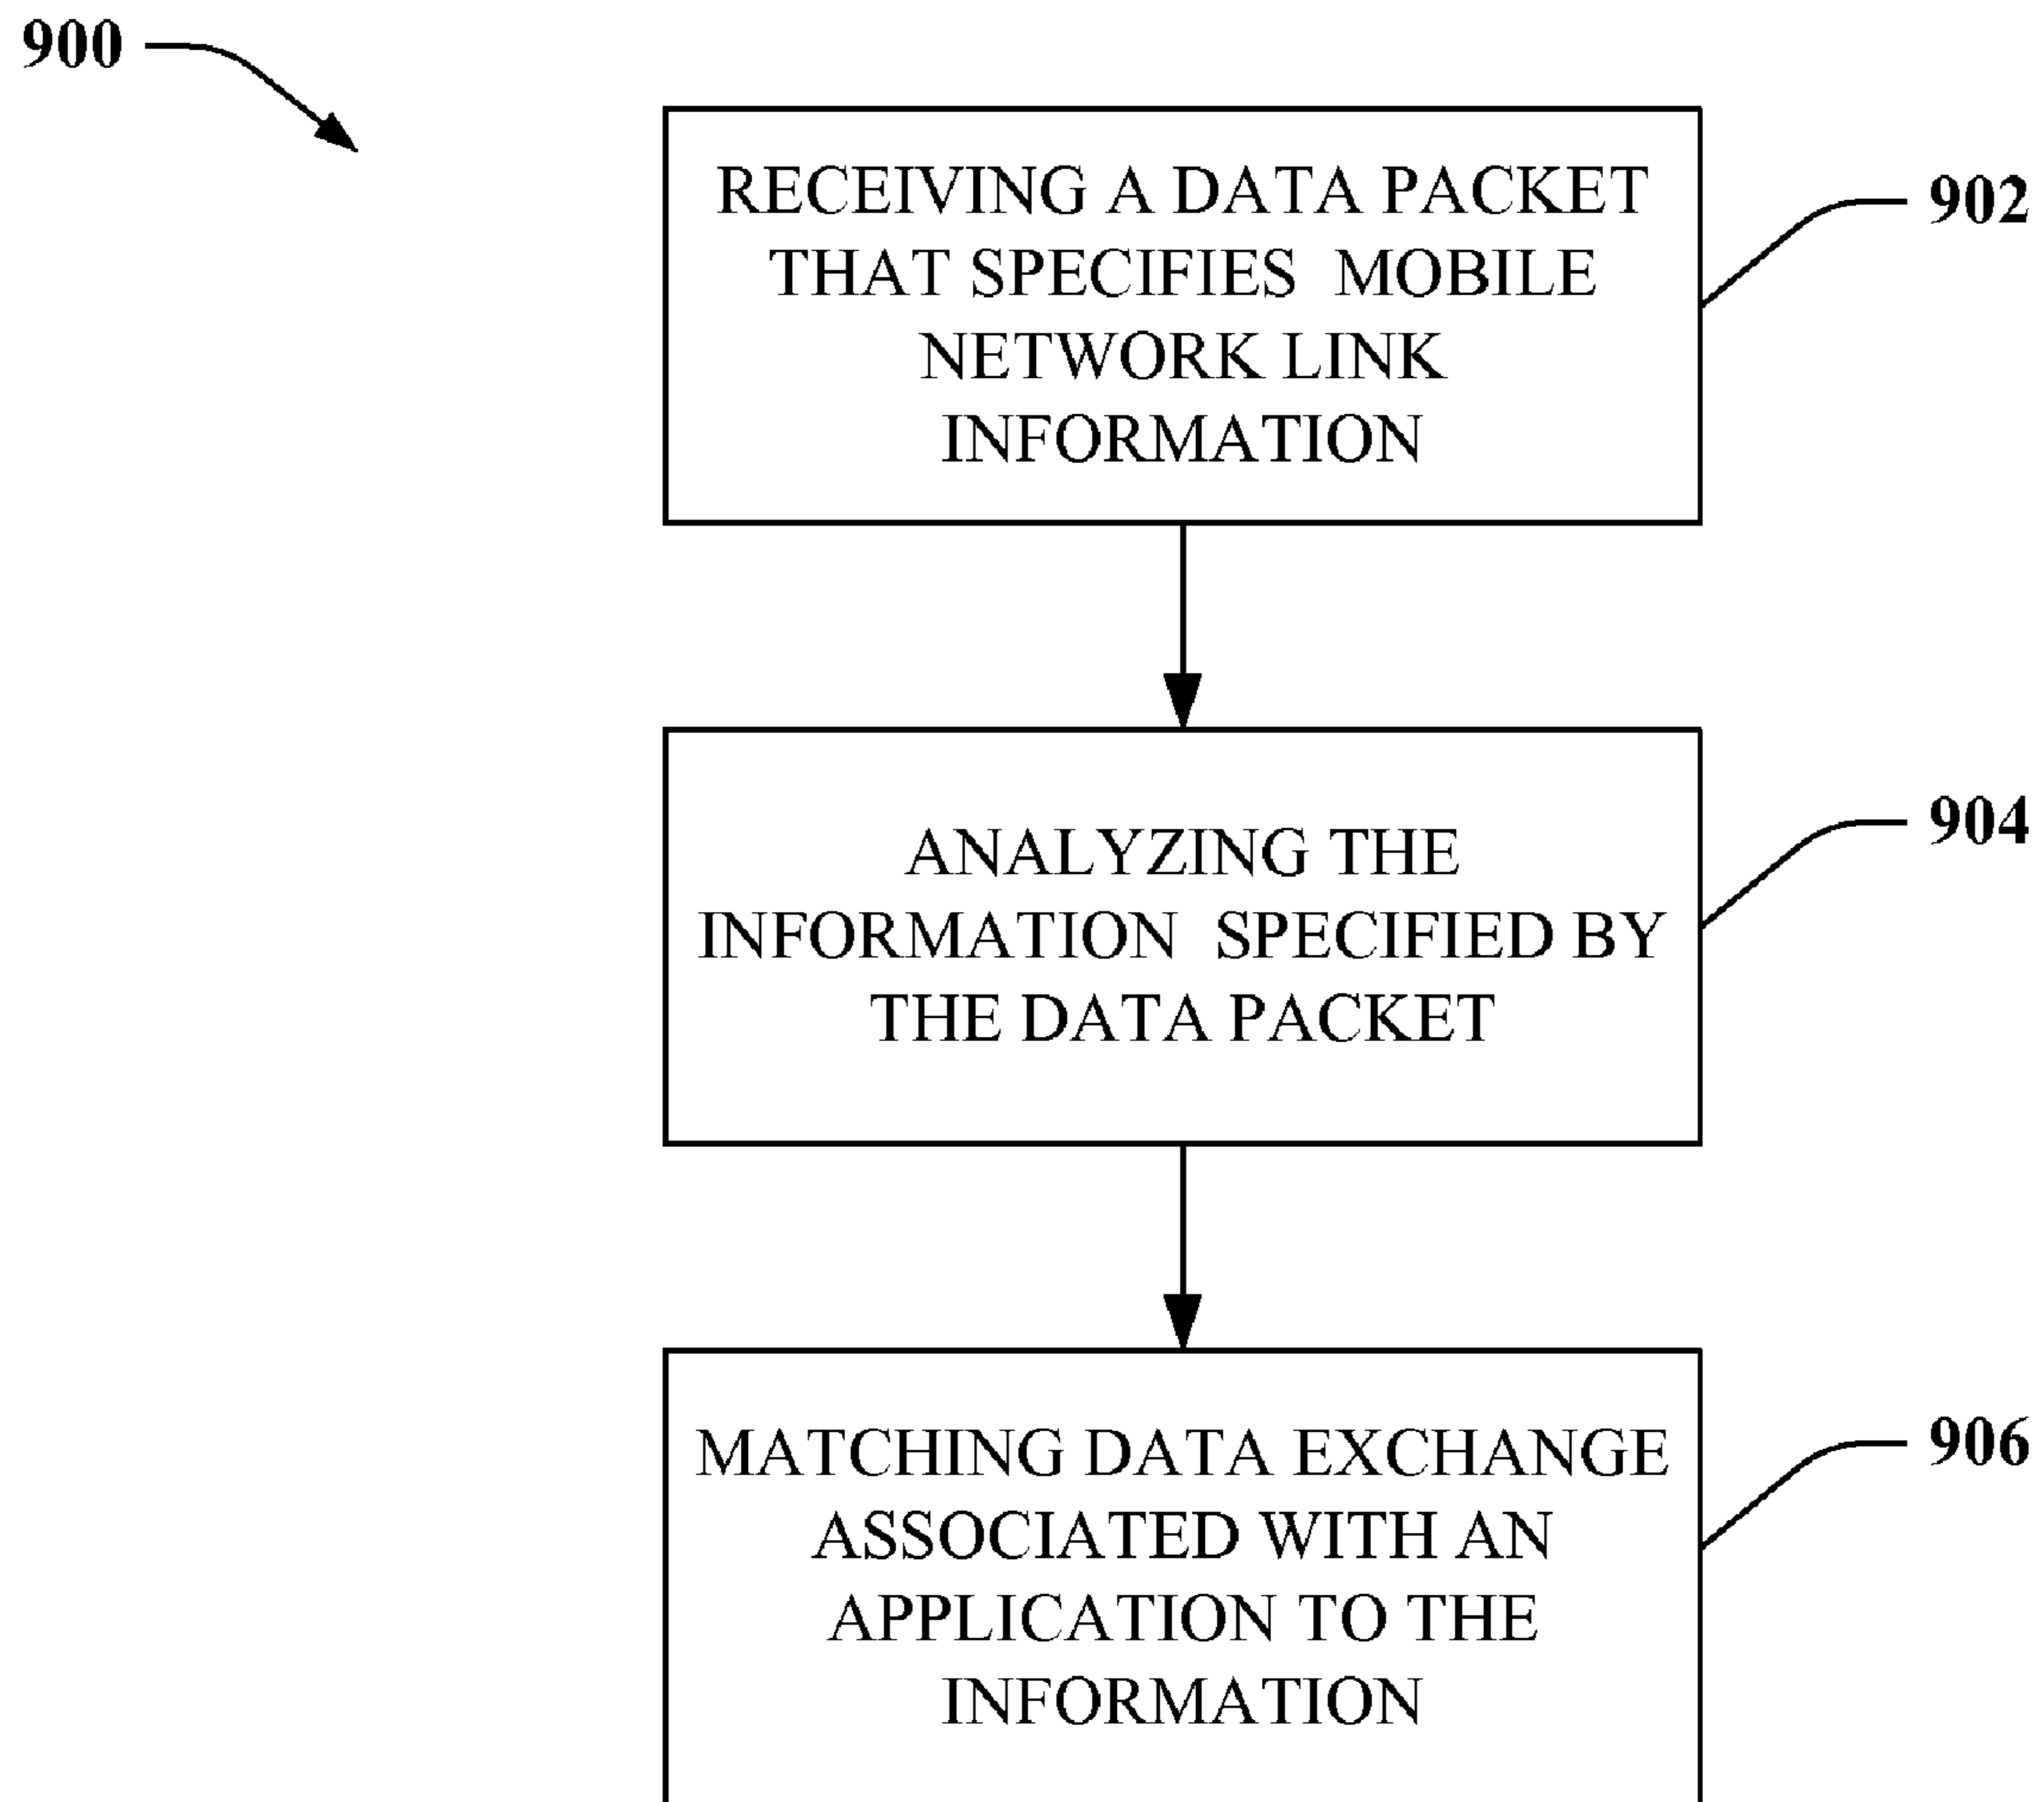 900
RECEIVING A DATA PACKET
THAT SPECIFIES MOBILE
NETWORK LINK
INFORMATION
902
ANALYZING THE
INFORMATION SPECIFIED BY
THE DATA PACKET
904
MATCHING DATA EXCHANGE
ASSOCIATED WITH AN
APPLICATION TO THE
INFORMATION
906